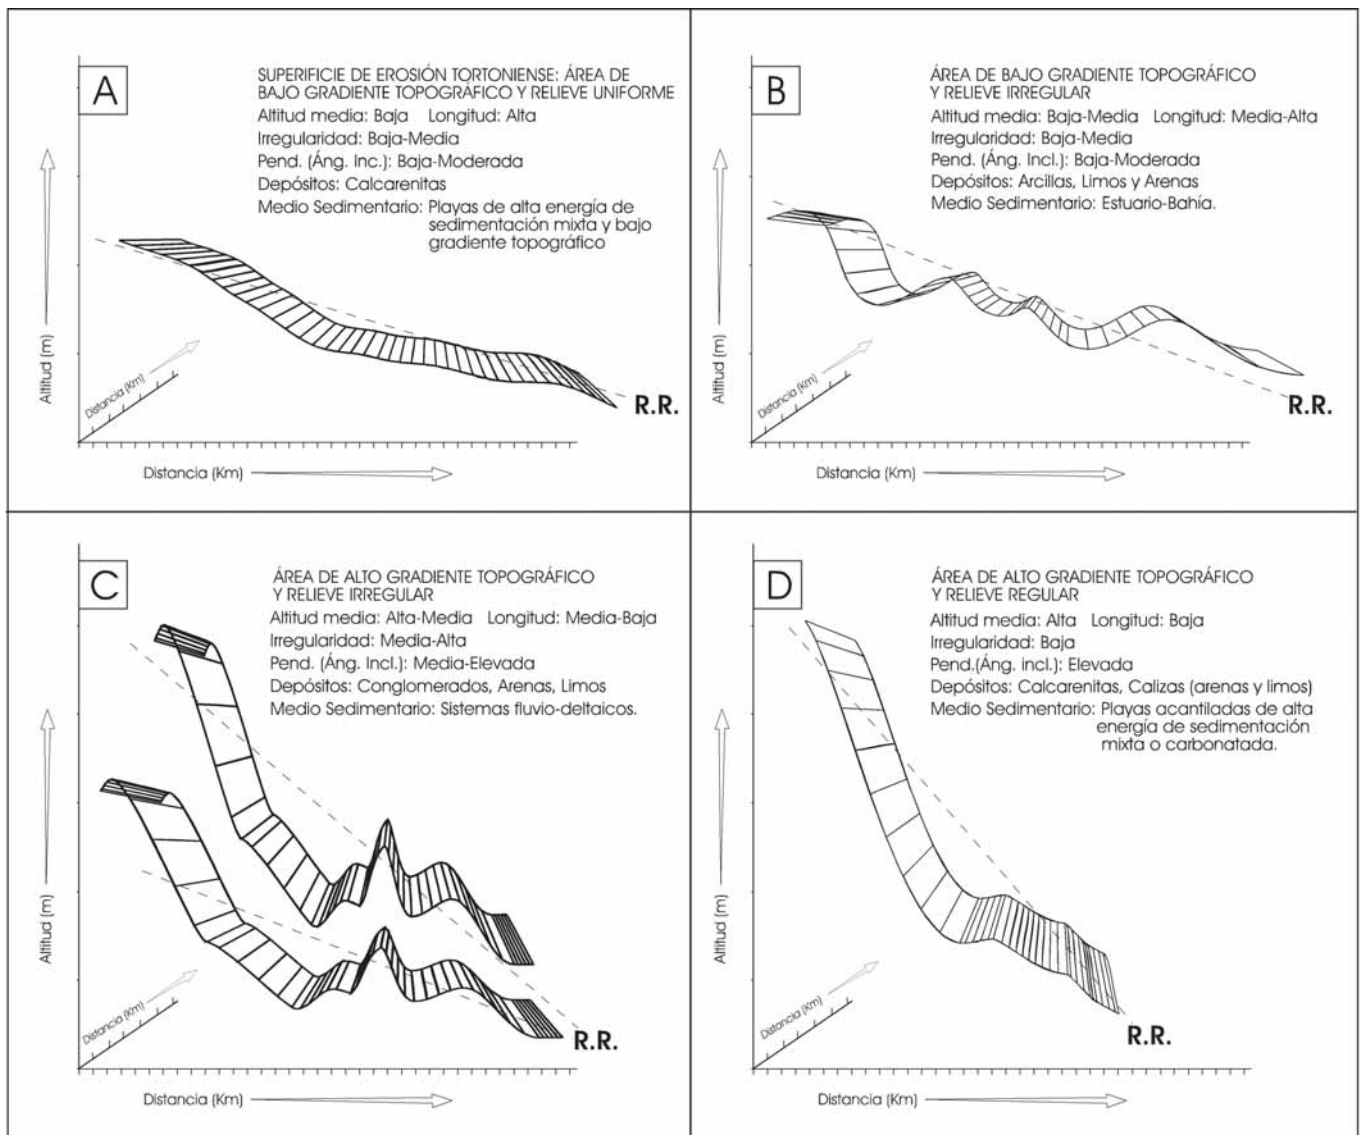 A
SUPERIFICIE DE EROSIÓN TORTONIENSE: ÁREA DE
BAJO GRADIENTE TOPOGRÁFICO Y RELIEVE UNIFORME
Altitud media: Baja Longitud: Alta
Irregularidad: Baja-Media
Pend. (Áng. Inc.): Baja-Moderada
Depósitos: Calcarenitas
Medio Sedimentario: Playas de alta energía de
sedimentación mixta y bajo
gradiente topográfico
Altitud (m)
Distancia (Km)
R.R.
Distancia (Km)
B
ÁREA DE BAJO GRADIENTE TOPOGRÁFICO
Y RELIEVE IRREGULAR
Altitud media: Baja-Media Longitud: Media-Alta
Irregularidad: Baja-Media
Pend. (Áng. Incl.): Baja-Moderada
Depósitos: Arcillas, Limos y Arenas
Medio Sedimentario: Estuario-Bahía.
Altitud (m)
Distancia (Km)
R.R.
Distancia (Km)
C
ÁREA DE ALTO GRADIENTE TOPOGRÁFICO
Y RELIEVE IRREGULAR
Altitud media: Alta-Media Longitud: Media-Baja
Irregularidad: Media-Alta
Pend. (Áng. Incl.): Media-Elevada
Depósitos: Conglomerados, Arenas, Limos
Medio Sedimentario: Sistemas fluvio-deltaicos.
Altitud (m)
Distancia (Km)
R.R.
Distancia (Km)
D
ÁREA DE ALTO GRADIENTE TOPOGRÁFICO
Y RELIEVE REGULAR
Altitud media: Alta Longitud: Baja
Irregularidad: Baja
Pend.(Áng. incl.): Elevada
Depósitos: Calcarenitas, Calizas (arenas y limos)
Medio Sedimentario: Playas acantiladas de alta
energía de sedimentación
mixta o carbonatada.
Altitud (m)
Distancia (Km)
R.R.
Distancia (Km)